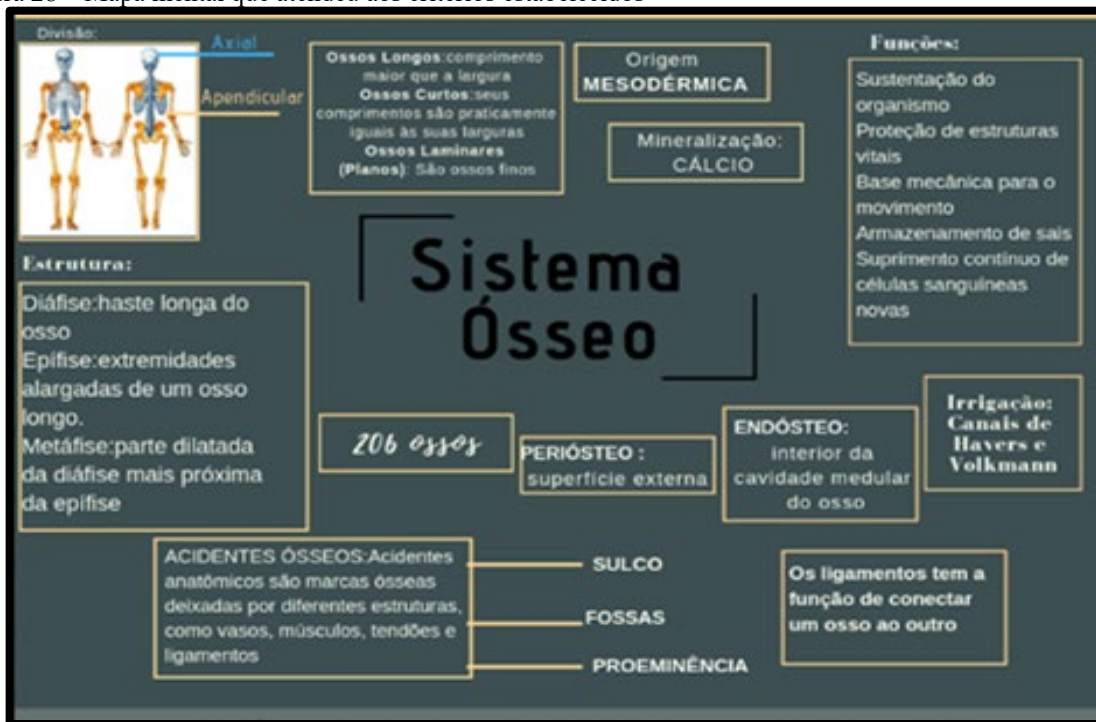 Divisão:
Axial
Apendicular
Ossos Longos:comprimento
maior que a largura
Ossos Curtos:seus
comprimentos são praticamente
iguais às suas larguras
Ossos Laminares
(Planos): São ossos finos
Origem
MESODÉRMICA
Mineralização:
CÁLCIO
Funções:
Sustentação do
organismo
Proteção de estruturas
vitais
Base mecânica para o
movimento
Armazenamento de sais
Suprimento contínuo de
células sanguíneas
novas
Sistema
Ósseo
Estrutura:
Diáfise:haste longa do
osso
Epífise:extremidades
alargadas de um osso
longo.
Metáfise:parte dilatada
da diáfise mais próxima
da epífise
206 ossos
PERIÓSTEO :
superfície externa
ENDÓSTEO:
interior da
cavidade medular
do osso
Irrigação:
Canais de
Havers e
Volkmann
ACIDENTES ÓSSEOS:Acidentes
anatômicos são marcas ósseas
deixadas por diferentes estruturas,
como vasos, músculos, tendões e
ligamentos
SULCO
FOSSAS
PROEMINÊNCIA
Os ligamentos tem a
função de conectar
um osso ao outro